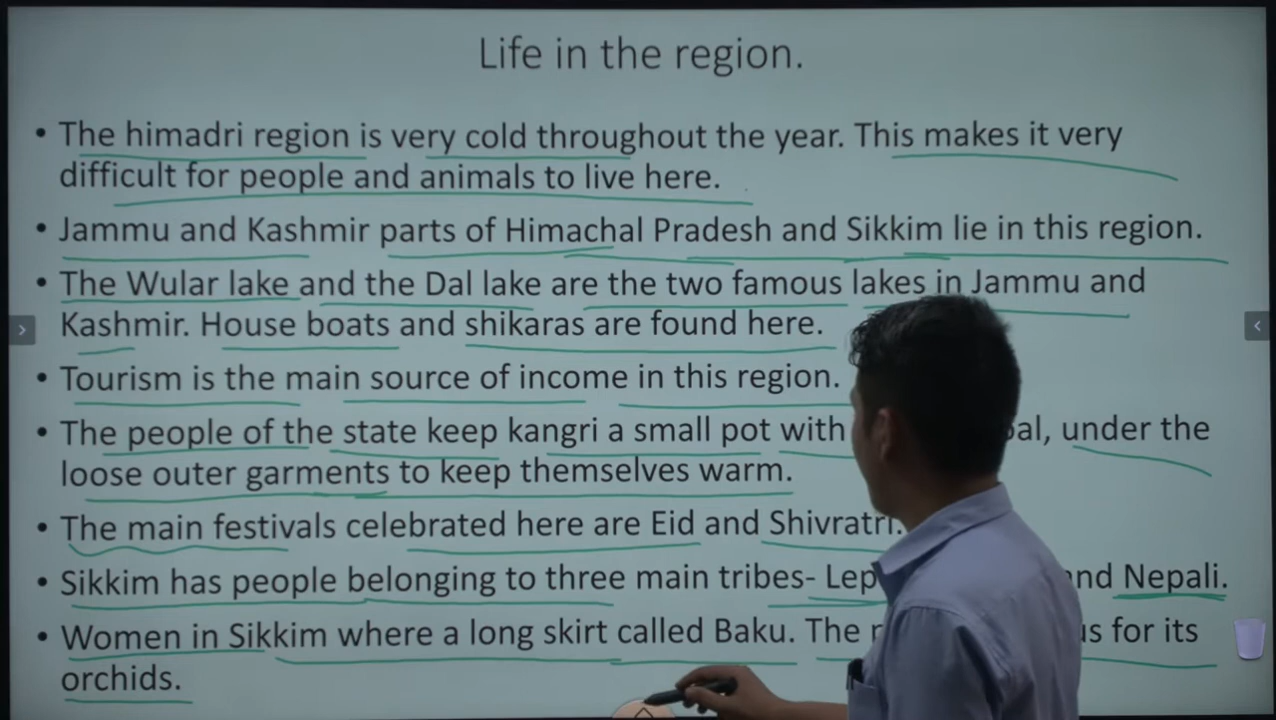 Life in the region.
• The himadri region is very cold throughout the year. This makes it very
difficult for people and animals to live here.
• Jammu and Kashmir parts of Himachal Pradesh and Sikkim lie in this region.
• The Wular lake and the Dal lake are the two famous lakes in Jammu and
Kashmir. House boats and shikaras are found here.
• Tourism is the main source of income in this region.
• The people of the state keep kangri a small pot with under the
loose outer garments to keep themselves warm.
• The main festivals celebrated here are Eid and Shivratri.
• Sikkim has people belonging to three main tribes- and Nepali.
• Women in Sikkim where a long skirt called Baku. The for its
orchids.